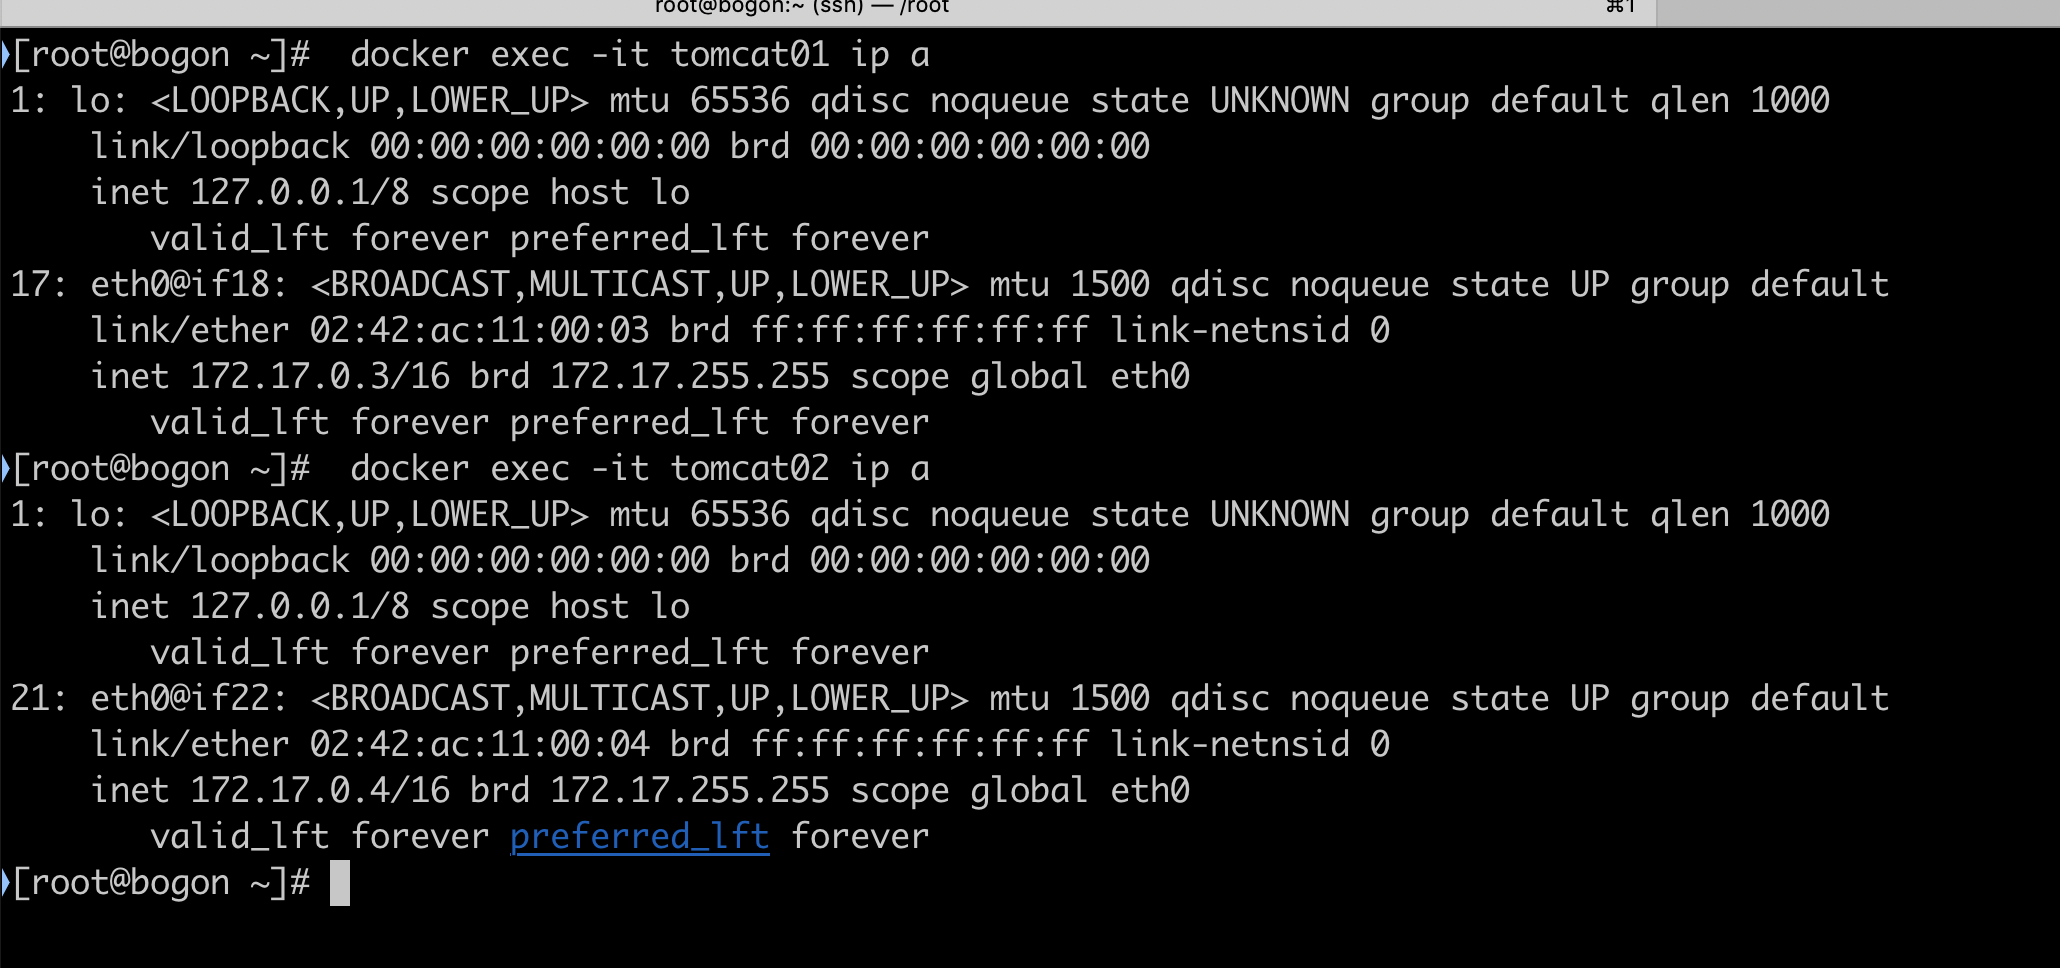 root@bogon:~ (ssh) — /root ⌘1
[root@bogon ~]#  docker exec -it tomcat01 ip a
1: lo: <LOOPBACK,UP,LOWER_UP> mtu 65536 qdisc noqueue state UNKNOWN group default qlen 1000
    link/loopback 00:00:00:00:00:00 brd 00:00:00:00:00:00
    inet 127.0.0.1/8 scope host lo
       valid_lft forever preferred_lft forever
17: eth0@if18: <BROADCAST,MULTICAST,UP,LOWER_UP> mtu 1500 qdisc noqueue state UP group default
    link/ether 02:42:ac:11:00:03 brd ff:ff:ff:ff:ff:ff link-netnsid 0
    inet 172.17.0.3/16 brd 172.17.255.255 scope global eth0
       valid_lft forever preferred_lft forever
[root@bogon ~]#  docker exec -it tomcat02 ip a
1: lo: <LOOPBACK,UP,LOWER_UP> mtu 65536 qdisc noqueue state UNKNOWN group default qlen 1000
    link/loopback 00:00:00:00:00:00 brd 00:00:00:00:00:00
    inet 127.0.0.1/8 scope host lo
       valid_lft forever preferred_lft forever
21: eth0@if22: <BROADCAST,MULTICAST,UP,LOWER_UP> mtu 1500 qdisc noqueue state UP group default
    link/ether 02:42:ac:11:00:04 brd ff:ff:ff:ff:ff:ff link-netnsid 0
    inet 172.17.0.4/16 brd 172.17.255.255 scope global eth0
       valid_lft forever preferred_lft forever
[root@bogon ~]#